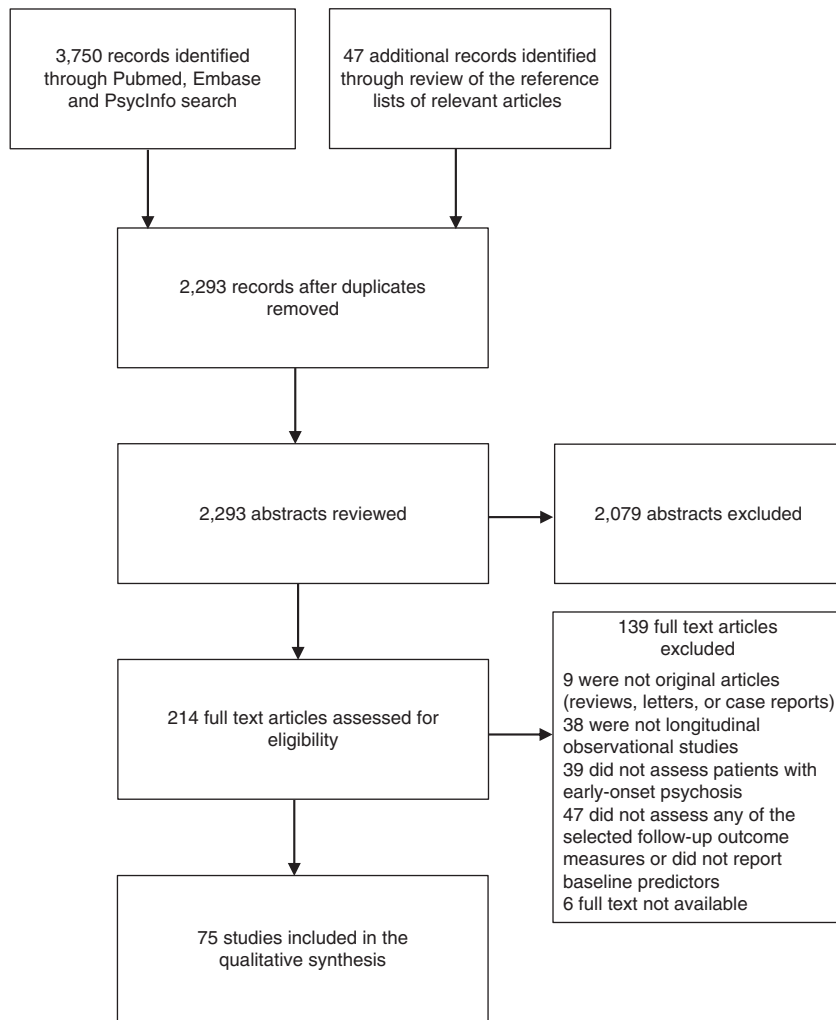 3,750 records identified
through Pubmed, Embase
and PsycInfo search
47 additional records identified
through review of the reference
lists of relevant articles
2,293 records after duplicates
removed
2,293 abstracts reviewed
2,079 abstracts excluded
214 full text articles assessed for
eligibility
139 full text articles
excluded
9 were not original articles
(reviews, letters, or case reports)
38 were not longitudinal
observational studies
39 did not assess patients with
early-onset psychosis
47 did not assess any of the
selected follow-up outcome
measures or did not report
baseline predictors
6 full text not available
75 studies included in the
qualitative synthesis